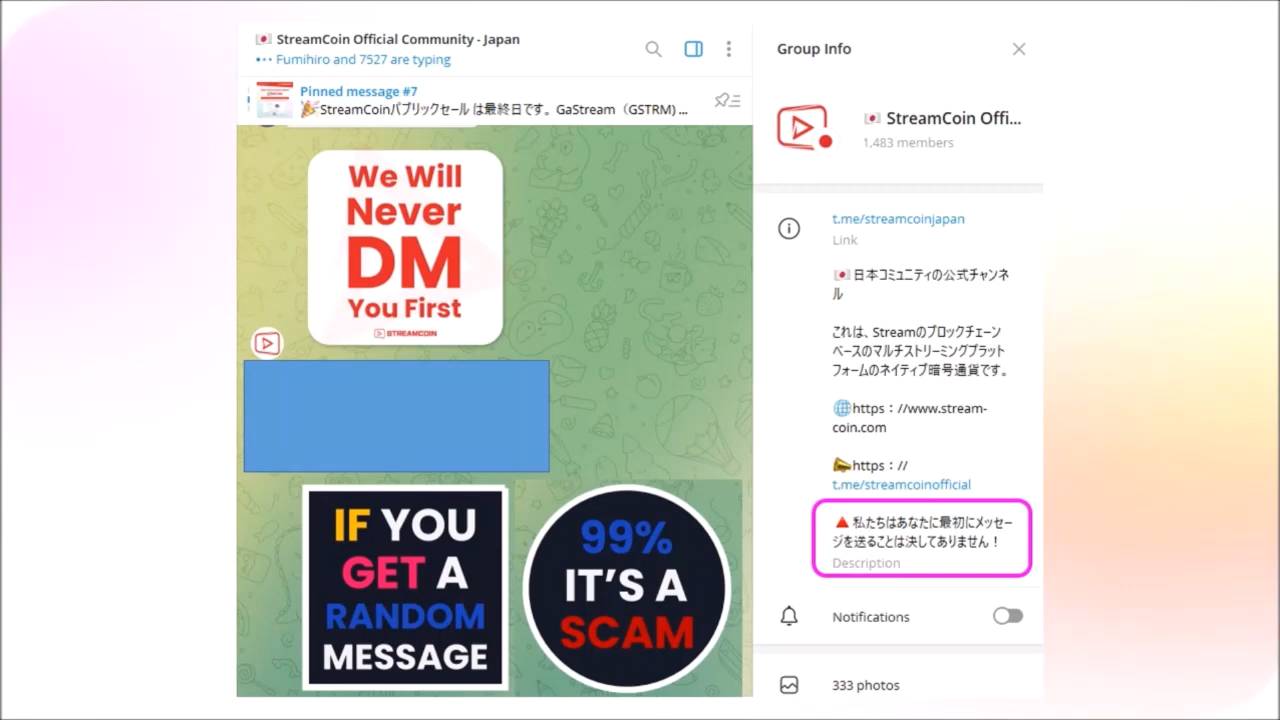 StreamCoin Official Community - Japan
Fumihiro and 7527 are typing
Pinned message #7
StreamCoinパブリックセール は最終日です。GaStream（GSTRM) ...
We Will
Never
DM
You First
STREAMCOIN
IF YOU
GET A
RANDOM
MESSAGE
99%
IT'S A
SCAM
Group Info
StreamCoin Offi...
1,483 members
t.me/streamcoinjapan
Link
日本コミュニティの公式チャンネ
ル
これは、Streamのブロックチェーン
ベースのマルチストリーミングプラット
フォームのネイティブ暗号通貨です。
🌐https：//www.stream-
coin.com
📣https：//
t.me/streamcoinofficial
🔺私たちはあなたに最初にメッセー
ジを送ることは決してありません！
Description
Notifications
333 photos